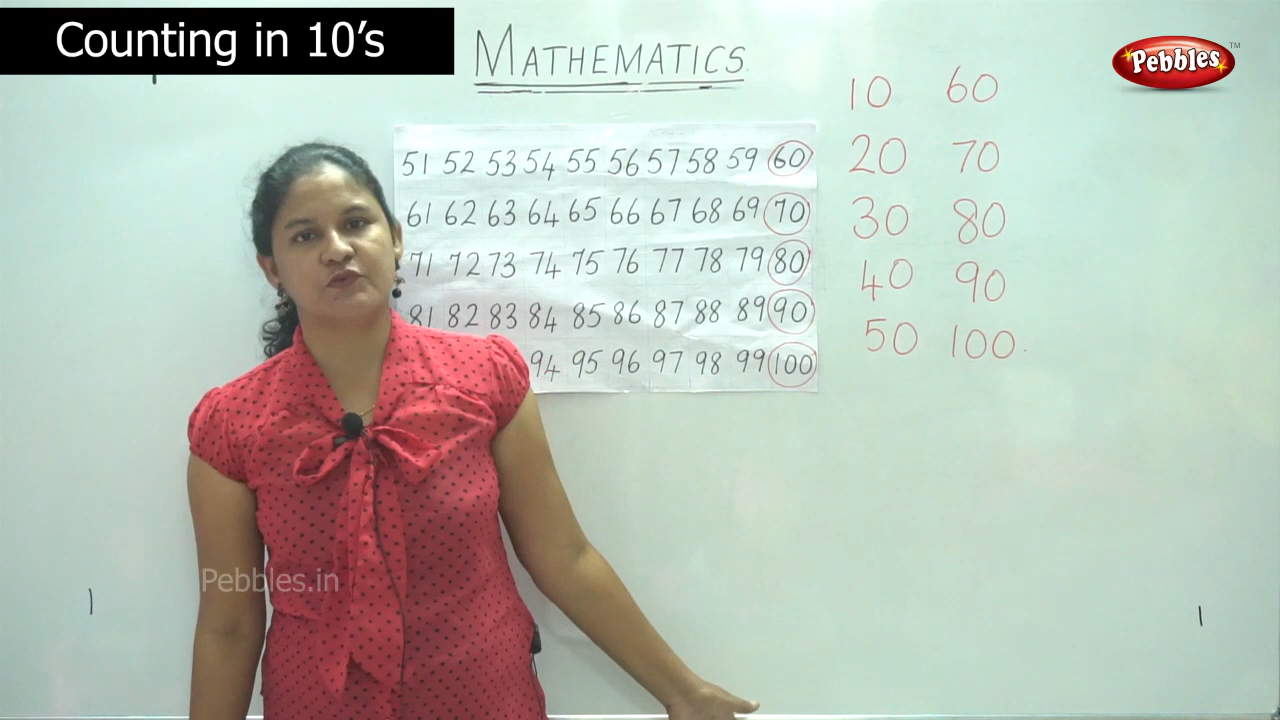 Counting in 10's
MATHEMATICS
Pebbles TM
51 52 53 54 55 56 57 58 59 60
61 62 63 64 65 66 67 68 69 70
71 72 73 74 75 76 77 78 79 80
81 82 83 84 85 86 87 88 89 90
94 95 96 97 98 99 100
10 60
20 70
30 80
40 90
50 100
Pebbles.in